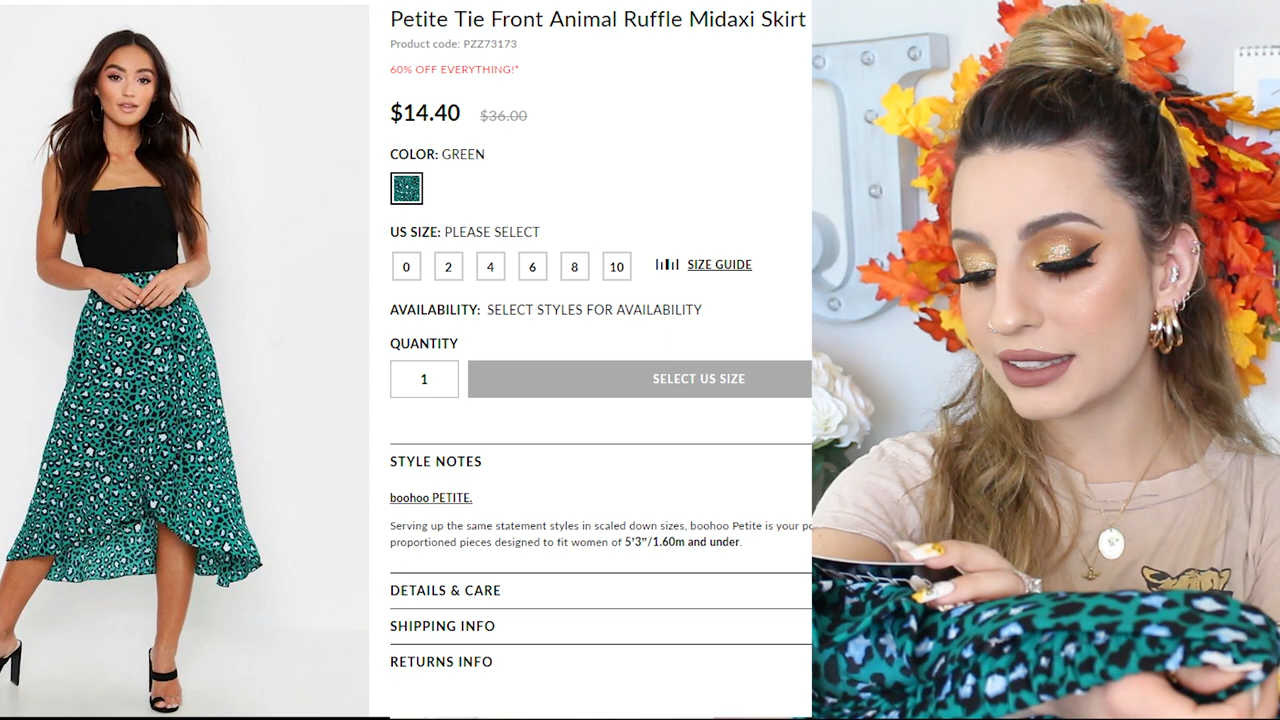 Petite Tie Front Animal Ruffle Midaxi Skirt
Product code: PZZ73173
60% OFF EVERYTHING!*
$14.40 $36.00
COLOR: GREEN
US SIZE: PLEASE SELECT
0 2 4 6 8 10 SIZE GUIDE
AVAILABILITY: SELECT STYLES FOR AVAILABILITY
QUANTITY
1 SELECT US SIZE
STYLE NOTES
boohoo PETITE.
Serving up the same statement styles in scaled down sizes, boohoo Petite is your
proportioned pieces designed to fit women of 5'3"/1.60m and under.
DETAILS & CARE
SHIPPING INFO
RETURNS INFO